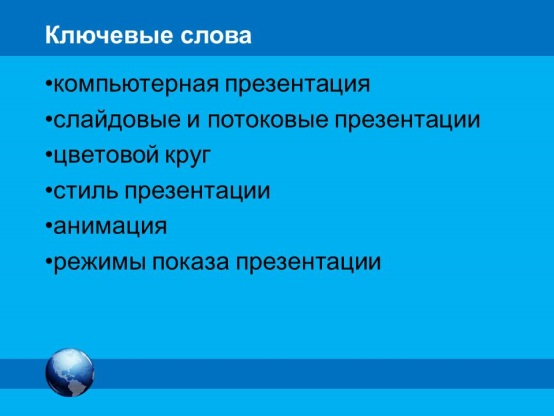 Ключевые слова
•компьютерная презентация
•слайдовые и потоковые презентации
•цветовой круг
•стиль презентации
•анимация
•режимы показа презентации